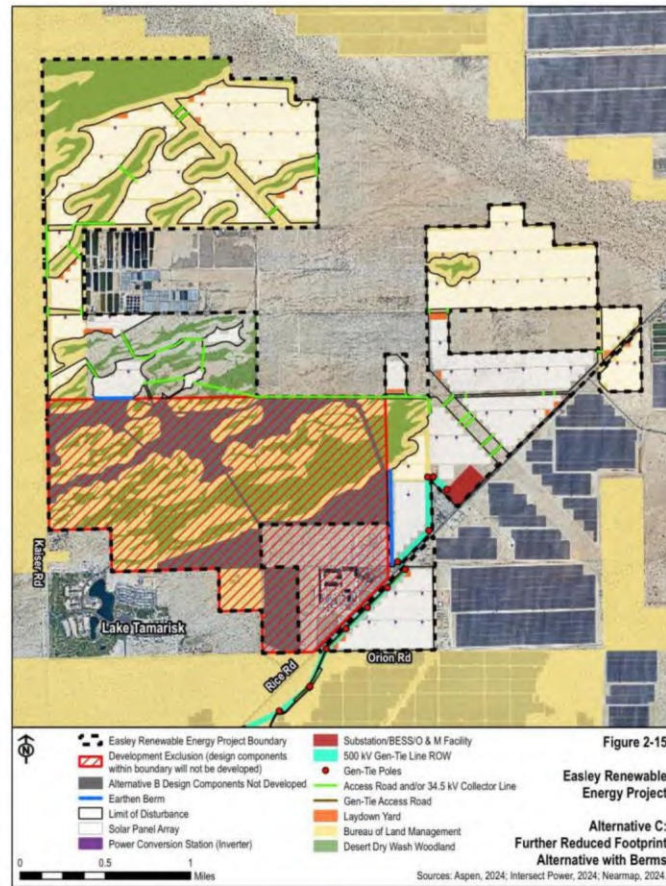 Kaiser Rd
Lake Tamarisk
Rice Rd
Orion Rd
N
Easley Renewable Energy Project Boundary
Development Exclusion (design components
within boundary will not be developed)
Alternative B Design Components Not Developed
Earthen Berm
Limit of Disturbance
Solar Panel Array
Power Conversion Station (Inverter)
0 0.5 1
Miles
Substation/BESS/O & M Facility
500 kV Gen-Tie Line ROW
Gen-Tie Poles
Access Road and/or 34.5 kV Collector Line
Gen-Tie Access Road
Laydown Yard
Bureau of Land Management
Desert Dry Wash Woodland
Figure 2-15
Easley Renewable
Energy Project
Alternative C:
Further Reduced Footprint
Alternative with Berms
Sources: Aspen, 2024; Intersect Power, 2024; Nearmap, 2024.